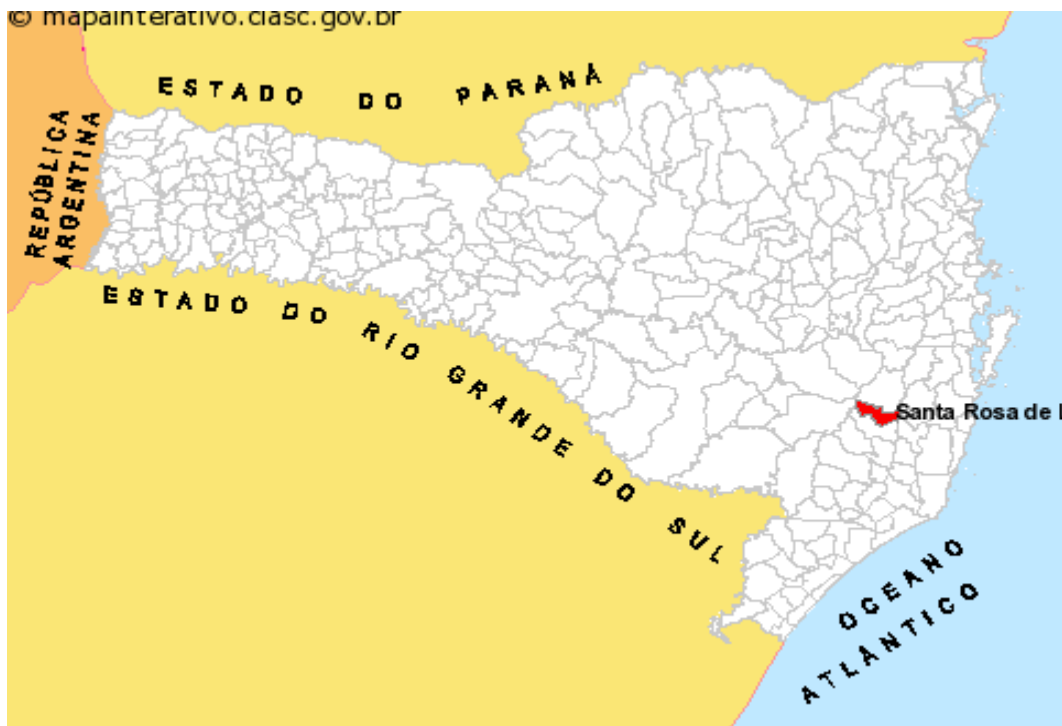 © mapainterativo.ciasc.gov.br
ESTADO DO PARANÁ
REPÚBLICA
ARGENTINA
ESTADO DO RIO GRANDE DO SUL
Santa Rosa de
OCEANO
ATLÂNTICO